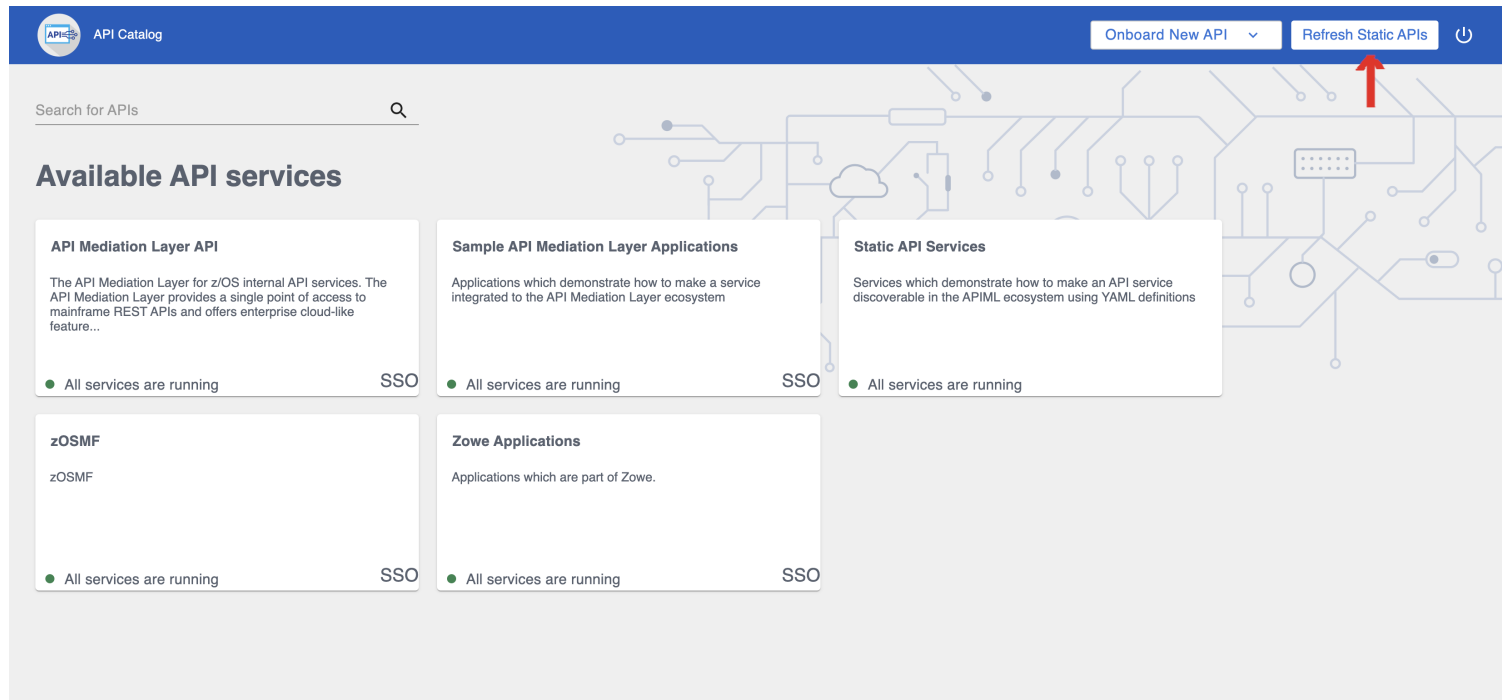 API
API Catalog
Onboard New API
Refresh Static APIs
Search for APIs
Available API services
API Mediation Layer API
The API Mediation Layer for z/OS internal API services. The
API Mediation Layer provides a single point of access to
mainframe REST APIs and offers enterprise cloud-like
feature...
All services are running
SSO
Sample API Mediation Layer Applications
Applications which demonstrate how to make a service
integrated to the API Mediation Layer ecosystem
All services are running
SSO
Static API Services
Services which demonstrate how to make an API service
discoverable in the APIML ecosystem using YAML definitions
All services are running
zOSMF
zOSMF
All services are running
SSO
Zowe Applications
Applications which are part of Zowe.
All services are running
SSO